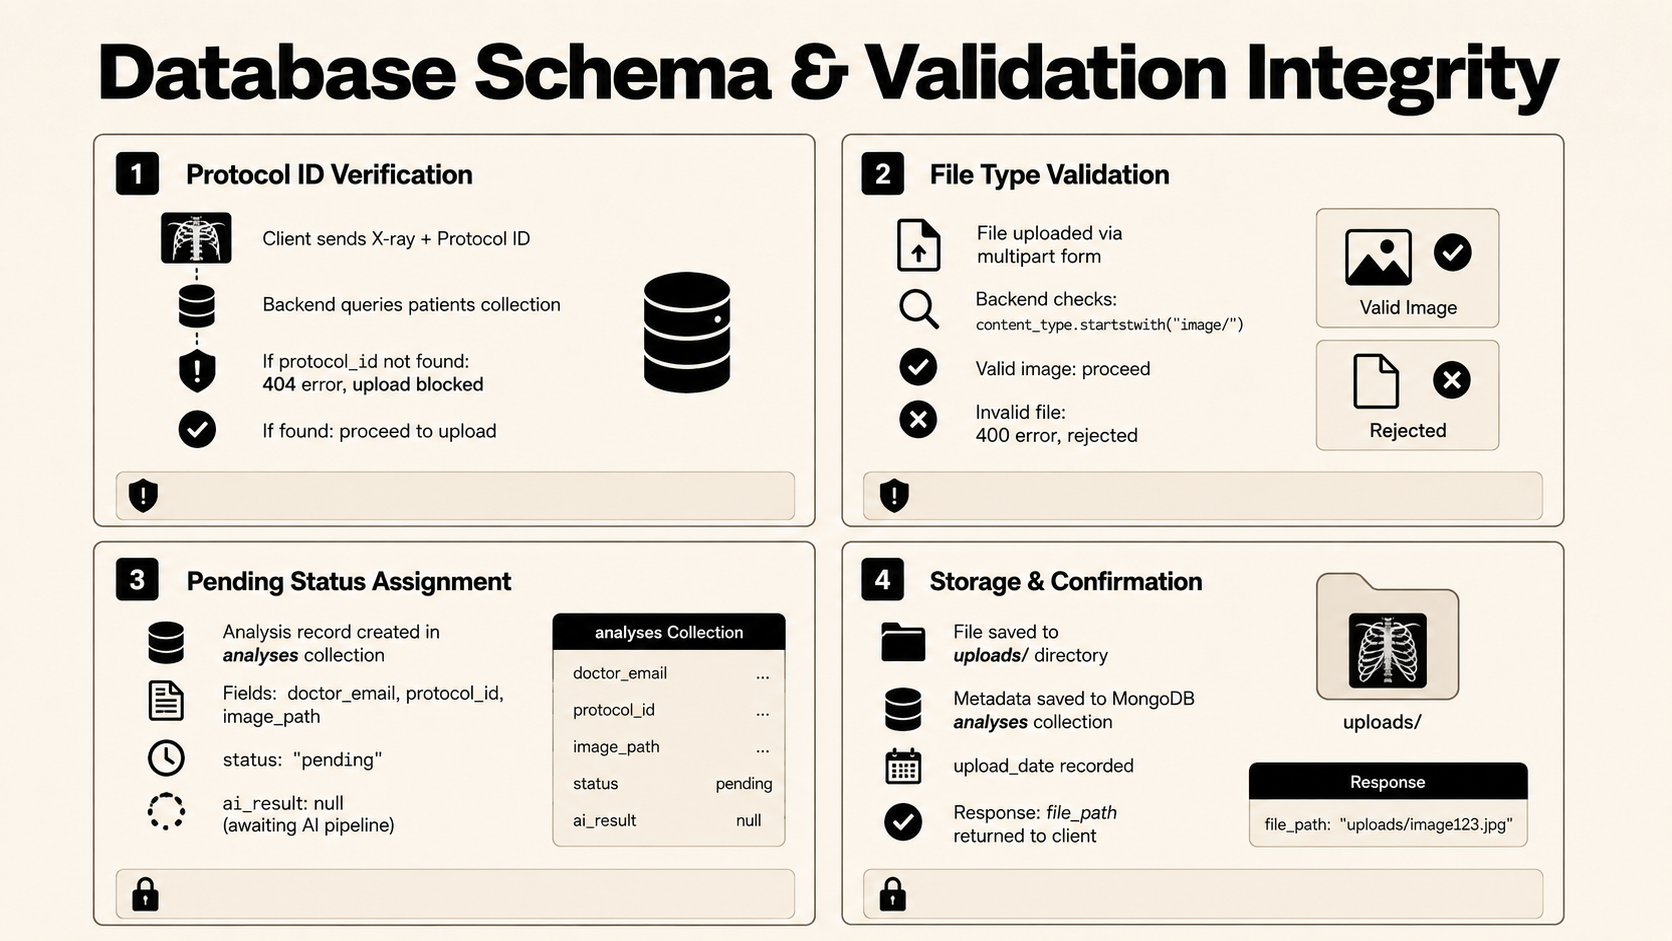 Database Schema & Validation Integrity
1
Protocol ID Verification
Client sends X-ray + Protocol ID
Backend queries patients collection
If protocol_id not found:
404 error, upload blocked
If found: proceed to upload
2
File Type Validation
File uploaded via
multipart form
Backend checks:
content_type.startstwith("image/")
Valid image: proceed
Invalid file:
400 error, rejected
Valid Image
Rejected
3
Pending Status Assignment
Analysis record created in
analyses collection
Fields: doctor_email, protocol_id,
image_path
status: "pending"
ai_result: null
(awaiting AI pipeline)
analyses Collection
doctor_email ...
protocol_id ...
image_path ...
status pending
ai_result null
4
Storage & Confirmation
File saved to
uploads/ directory
Metadata saved to MongoDB
analyses collection
upload_date recorded
Response: file_path
returned to client
uploads/
Response
file_path: "uploads/image123.jpg"